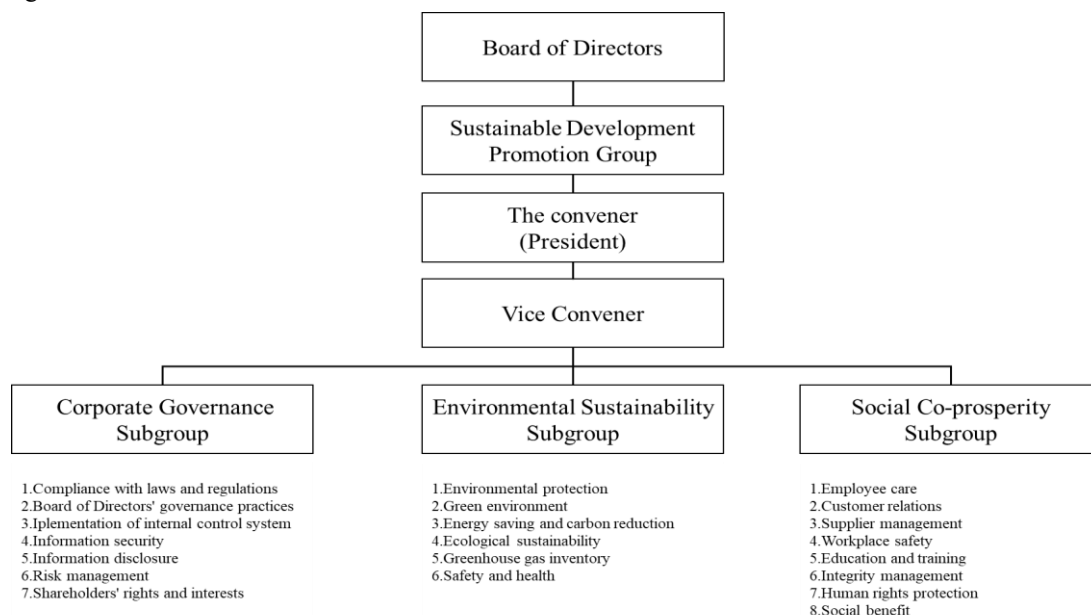 Board of Directors
Sustainable Development
Promotion Group
The convener
(President)
Vice Convener
Corporate Governance
Subgroup
1.Compliance with laws and regulations
2.Board of Directors' governance practices
3.Iplementation of internal control system
4.Information security
5.Information disclosure
6.Risk management
7.Shareholders' rights and interests
Environmental Sustainability
Subgroup
1.Environmental protection
2.Green environment
3.Energy saving and carbon reduction
4.Ecological sustainability
5.Greenhouse gas inventory
6.Safety and health
Social Co-prosperity
Subgroup
1.Employee care
2.Customer relations
3.Supplier management
4.Workplace safety
5.Education and training
6.Integrity management
7.Human rights protection
8.Social benefit